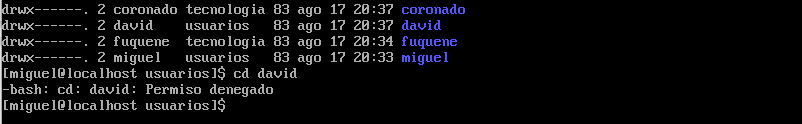 drwx------. 2 coronado tecnologia 83 ago 17 20:37 coronado
drwx------. 2 david    usuarios   83 ago 17 20:37 david
drwx------. 2 fuquene  tecnologia 83 ago 17 20:34 fuquene
drwx------. 2 miguel   usuarios   83 ago 17 20:33 miguel
[miguel@localhost usuarios]$ cd david
-bash: cd: david: Permiso denegado
[miguel@localhost usuarios]$